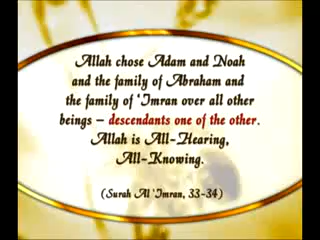 Allah chose Adam and Noah
and the family of Abraham and
the family of ‘Imran over all other
beings – descendants one of the other.
Allah is All-Hearing,
All-Knowing.
(Surah Al ‘Imran, 33-34)